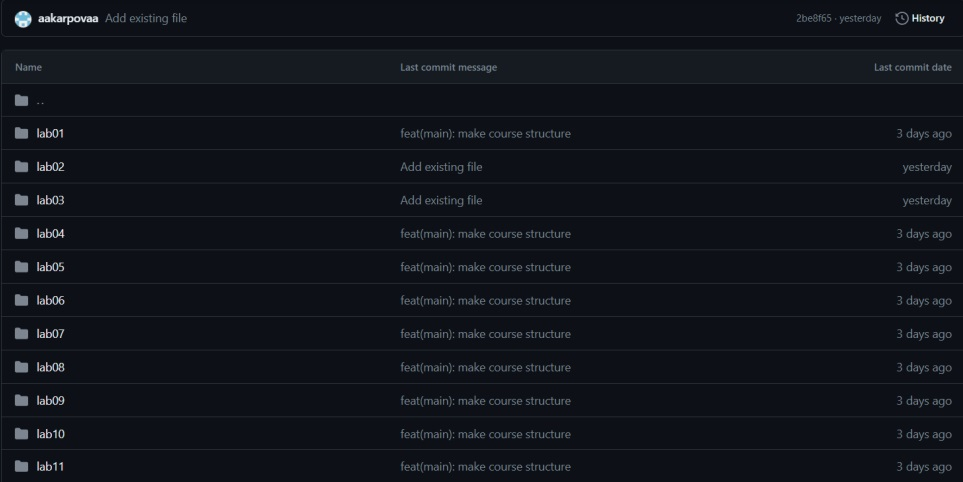 aakarpovaa Add existing file 2be8f65 · yesterday History
Name Last commit message Last commit date
..
lab01 feat(main): make course structure 3 days ago
lab02 Add existing file yesterday
lab03 Add existing file yesterday
lab04 feat(main): make course structure 3 days ago
lab05 feat(main): make course structure 3 days ago
lab06 feat(main): make course structure 3 days ago
lab07 feat(main): make course structure 3 days ago
lab08 feat(main): make course structure 3 days ago
lab09 feat(main): make course structure 3 days ago
lab10 feat(main): make course structure 3 days ago
lab11 feat(main): make course structure 3 days ago